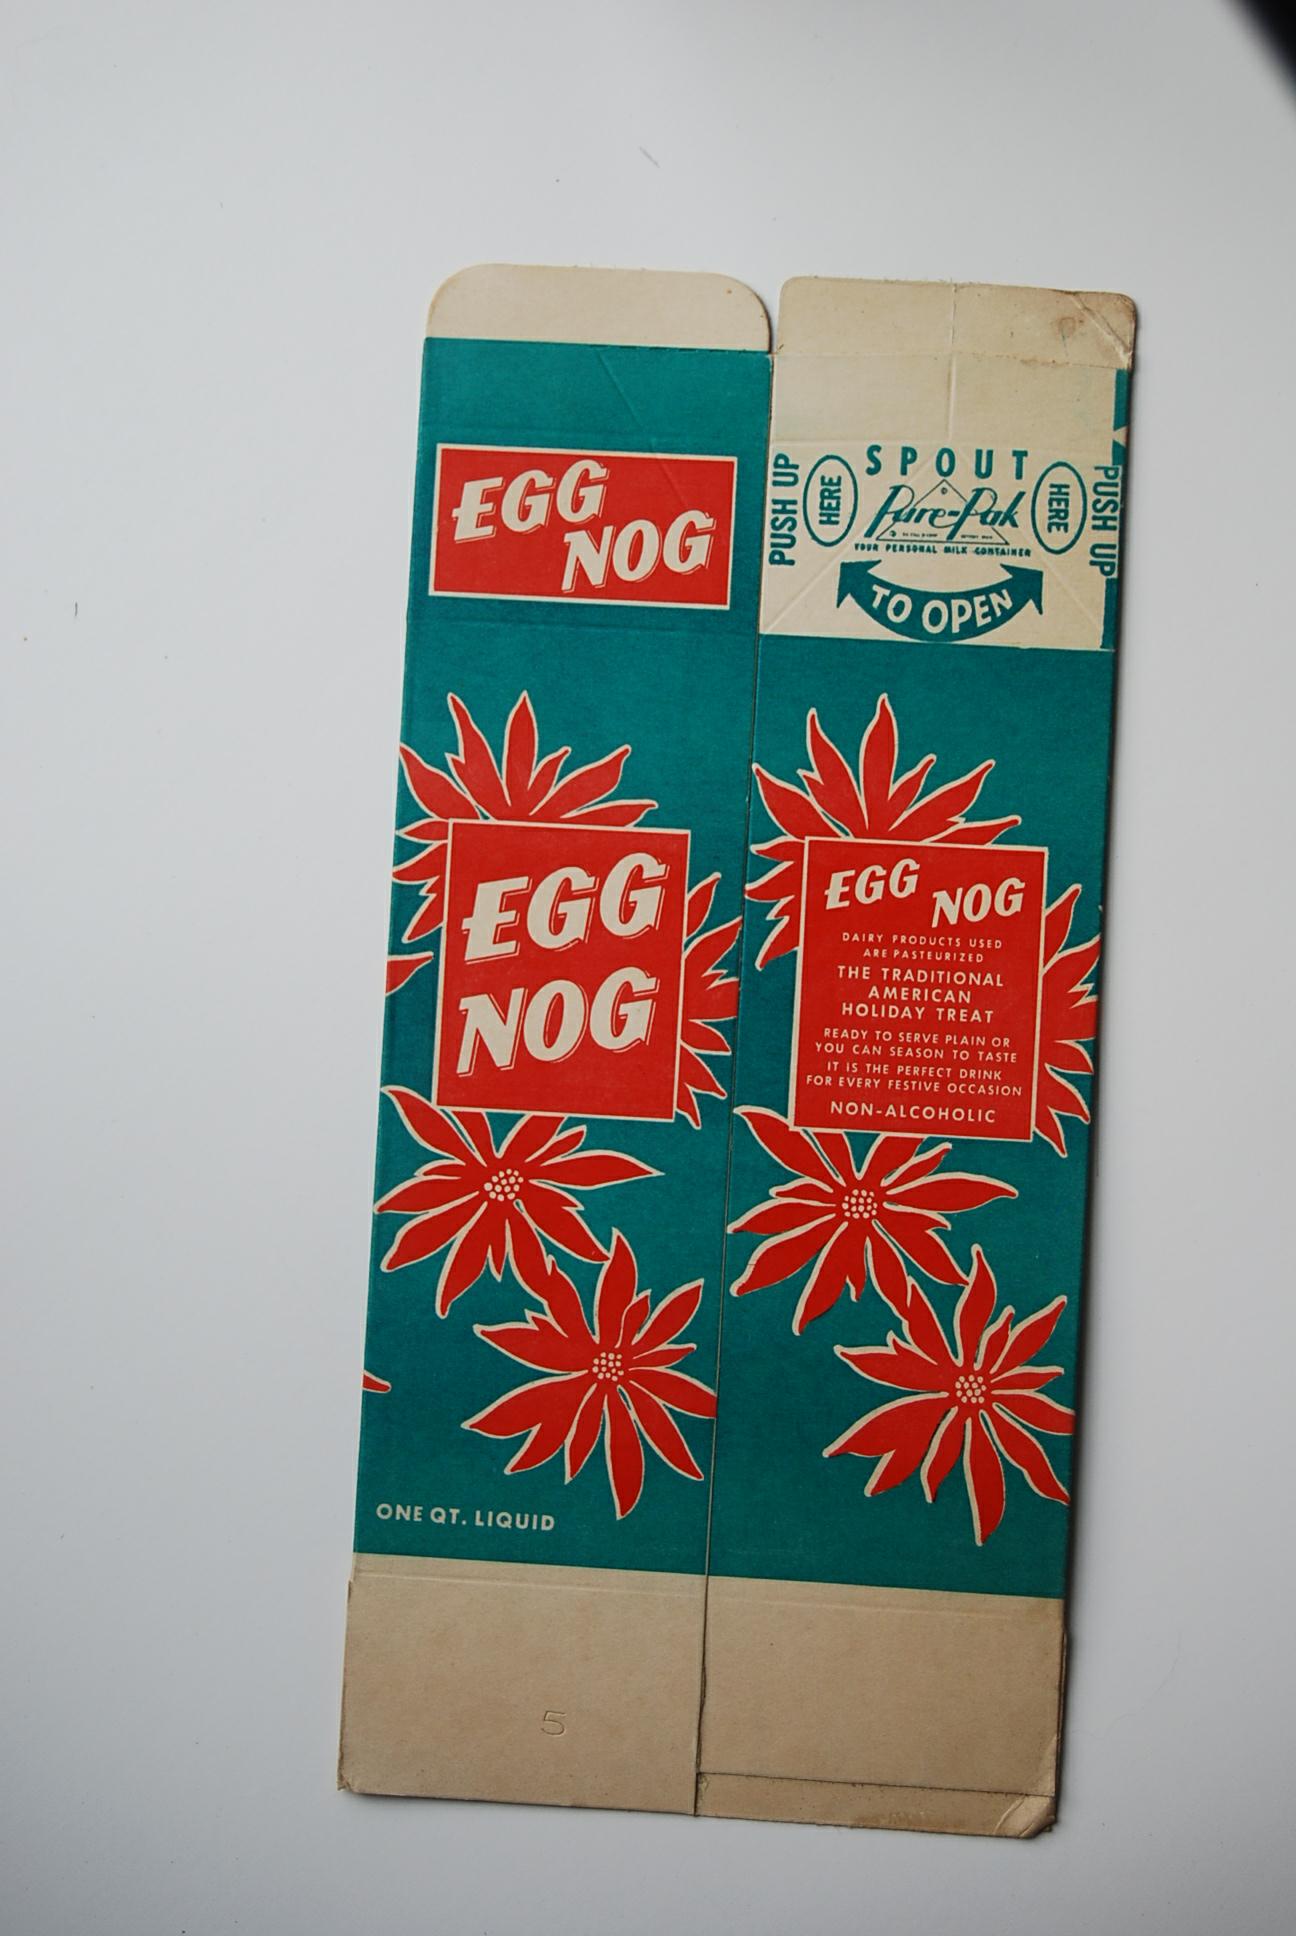 EGG
NOG
EGG
NOG
ONE QT. LIQUID
5
SPOUT
PUSH UP
HERE
Pure-Pak
HERE
PUSH UP
YOUR PERSONAL MILK CONTAINER
TO OPEN
EGG
NOG
DAIRY PRODUCTS USED
ARE PASTEURIZED
THE TRADITIONAL
AMERICAN
HOLIDAY TREAT
READY TO SERVE PLAIN OR
YOU CAN SEASON TO TASTE
IT IS THE PERFECT DRINK
FOR EVERY FESTIVE OCCASION
NON-ALCOHOLIC